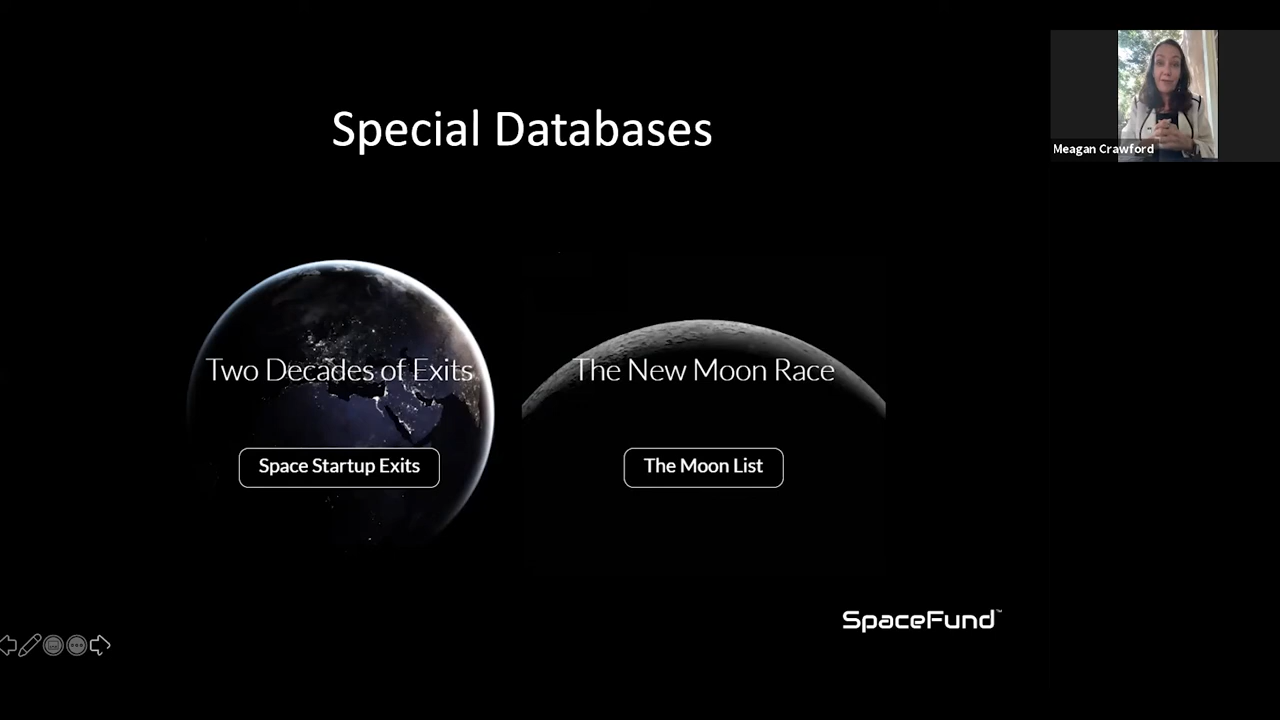 Special Databases
Meagan Crawford
Two Decades of Exits
The New Moon Race
Space Startup Exits
The Moon List
SpaceFund™